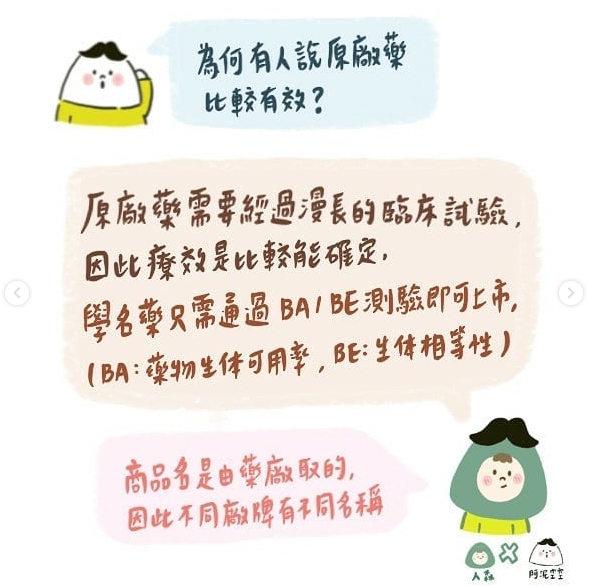 為何有人說原廠藥
比較有效?
原廠藥需要經過漫長的臨床試驗,
因此療效是比較能確定.
學名藥只需通過BA/BE測驗即可上市,
(BA:藥物生体可用率,BE:生体相等性)
商品名是由藥廠取的,
因此不同廠牌有不同名稱
人森 阿泥空空